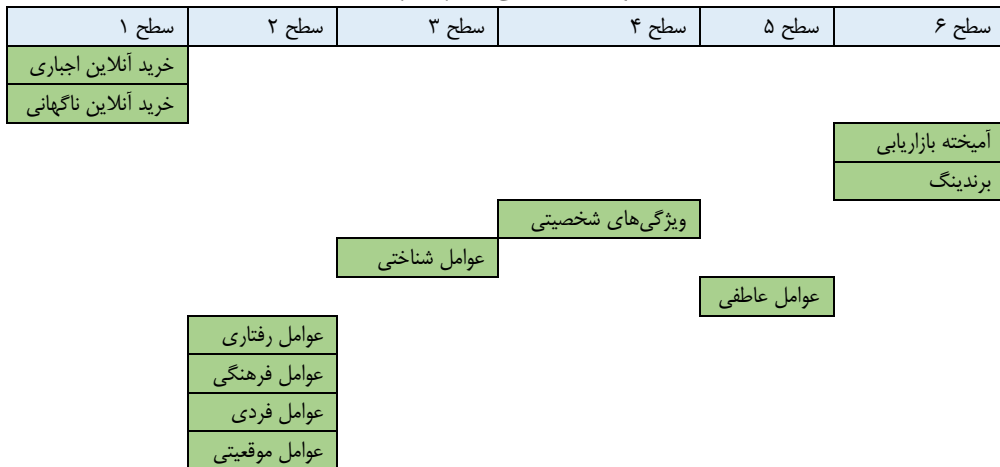 سطح ۶ سطح ۵ سطح ۴ سطح ۳ سطح ۲ سطح ۱
خرید آنلاین اجباری
خرید آنلاین ناگهانی
آمیخته بازاریابی
برندینگ
ویژگی‌های شخصیتی
عوامل شناختی
عوامل عاطفی
عوامل رفتاری
عوامل فرهنگی
عوامل فردی
عوامل موقعیتی